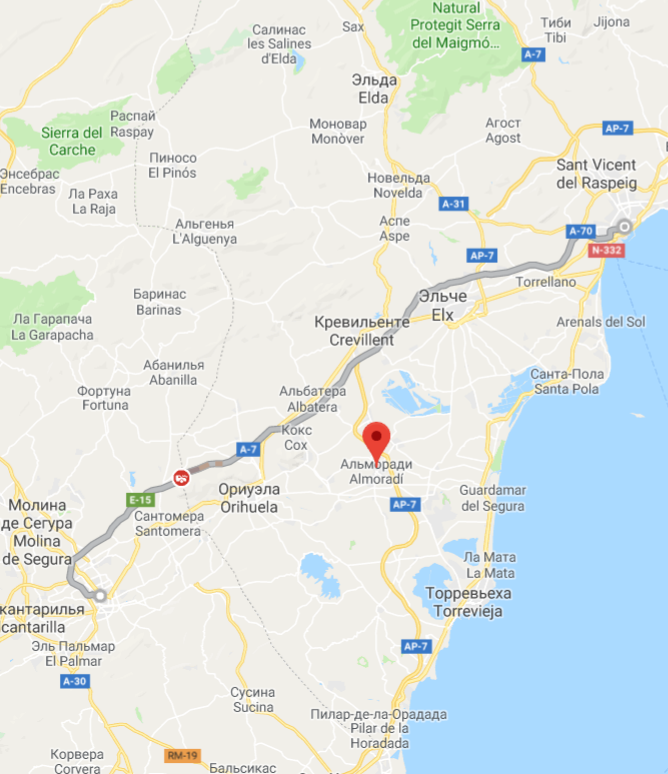 Natural
Protegit Serra
del Maigmó...
Салинас
les Salines
d'Elda
Sax
Тиби
Tibi
Jijona
A-7
Эльда
Elda
Распай
Raspay
Sierra del
Carche
Моновар
Monòver
Агост
Agost
AP-7
Пиносо
El Pinós
Энсебрас
Encebras
Ла Раха
La Raja
Новельда
Novelda
Sant Vicent
del Raspeig
A-31
Альгенья
L'Alguenya
Аспе
Aspe
A-70
N-332
AP-7
Torrellano
Баринас
Barinas
Эльче
Elx
Ла Гарапача
La Garapacha
Кревильенте
Crevillent
Arenals del Sol
Абанилья
Abanilla
Санта-Пола
Santa Pola
Фортуна
Fortuna
Альбатера
Albatera
Кокс
Cox
A-7
Альморади
Almoradí
E-15
Ориуэла
Orihuela
AP-7
Guardamar
del Segura
Молина
де Сегура
Molina
de Segura
Сантомера
Santomera
Ла Мата
La Mata
Торревьеха
Torrevieja
кантарилья
lcantarilla
Эль Пальмар
El Palmar
AP-7
A-30
Сусина
Sucina
Пилар-де-ла-Орадада
Pilar de la
Horadada
Корвера
Corvera
RM-19
Бальсикас